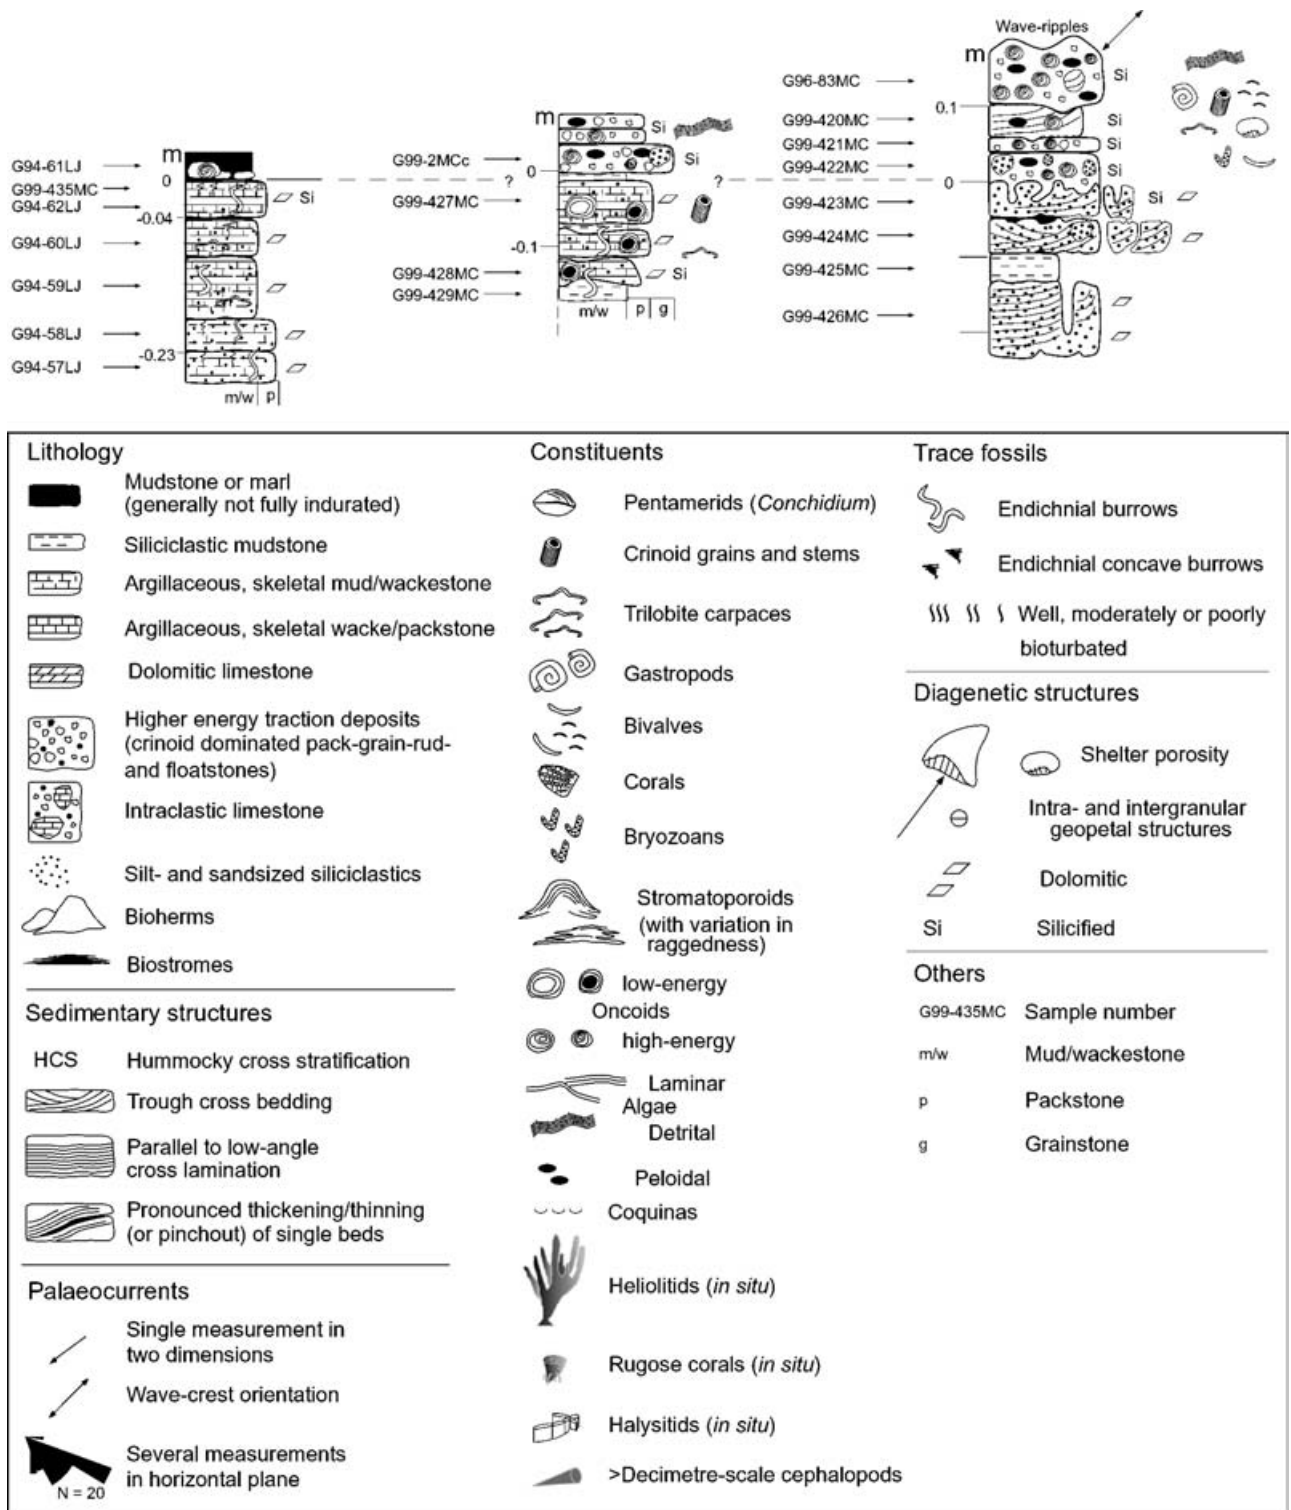 Wave-ripples
m
G96-83MC
Si
0.1
G99-420MC
Si
G99-421MC
Si
G99-422MC
Si
0
G99-423MC
Si
G99-424MC
G99-425MC
G99-426MC
m
Si
G99-2MCc
Si
0
?
?
G99-427MC
-0.1
G99-428MC
Si
G99-429MC
m/w
p
g
m
G94-61LJ
0
G99-435MC
Si
G94-62LJ
-0.04
G94-60LJ
G94-59LJ
G94-58LJ
-0.23
G94-57LJ
m/w
p
Lithology
Mudstone or marl
(generally not fully indurated)
Siliciclastic mudstone
Argillaceous, skeletal mud/wackestone
Argillaceous, skeletal wacke/packstone
Dolomitic limestone
Higher energy traction deposits
(crinoid dominated pack-grain-rud-
and floatstones)
Intraclastic limestone
Silt- and sandsized siliciclastics
Bioherms
Biostromes
Sedimentary structures
HCS Hummocky cross stratification
Trough cross bedding
Parallel to low-angle
cross lamination
Pronounced thickening/thinning
(or pinchout) of single beds
Palaeocurrents
Single measurement in
two dimensions
Wave-crest orientation
Several measurements
in horizontal plane
N = 20
Constituents
Pentamerids (Conchidium)
Crinoid grains and stems
Trilobite carpaces
Gastropods
Bivalves
Corals
Bryozoans
Stromatoporoids
(with variation in
raggedness)
low-energy
Oncoids
high-energy
Laminar
Algae
Detrital
Peloidal
Coquinas
Heliolitids (in situ)
Rugose corals (in situ)
Halysitids (in situ)
>Decimetre-scale cephalopods
Trace fossils
Endichnial burrows
Endichnial concave burrows
Well, moderately or poorly
bioturbated
Diagenetic structures
Shelter porosity
Intra- and intergranular
geopetal structures
Dolomitic
Si Silicified
Others
G99-435MC Sample number
m/w Mud/wackestone
p Packstone
g Grainstone